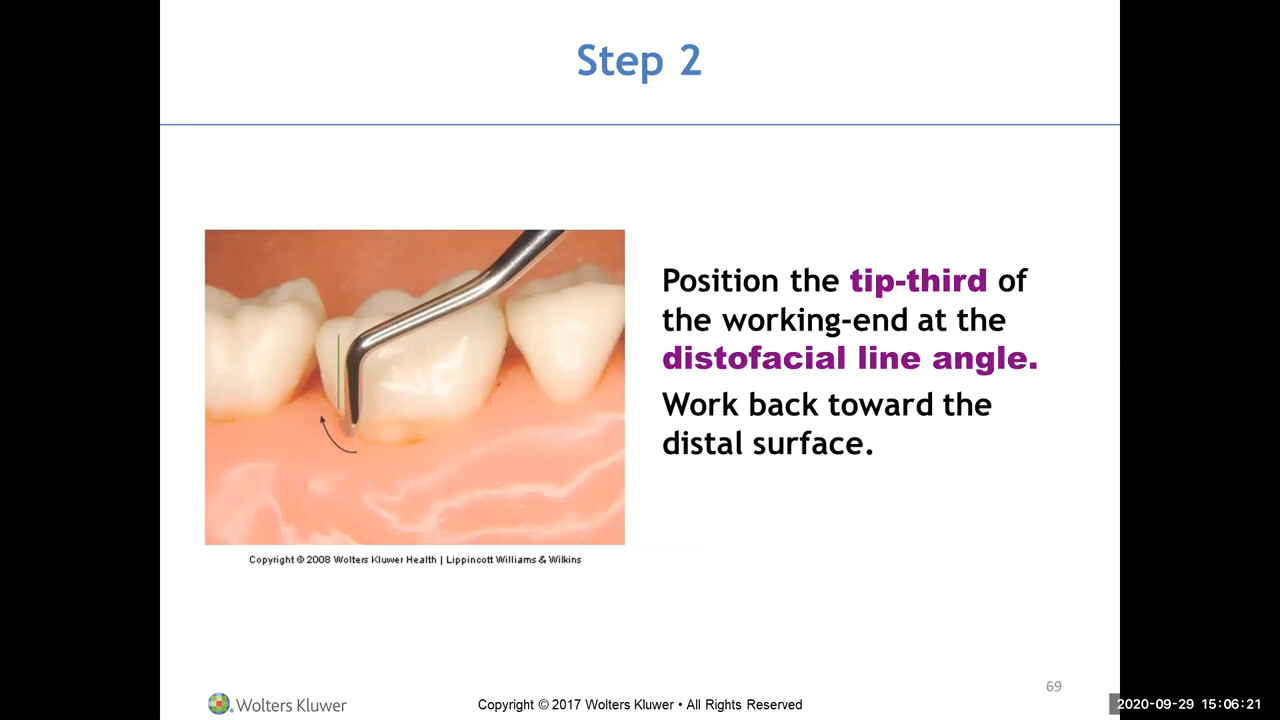 Step 2
Position the tip-third of
the working-end at the
distofacial line angle.
Work back toward the
distal surface.
Copyright © 2008 Wolters Kluwer Health | Lippincott Williams & Wilkins
69
Wolters Kluwer
Copyright © 2017 Wolters Kluwer • All Rights Reserved
2020-09-29 15:06:21